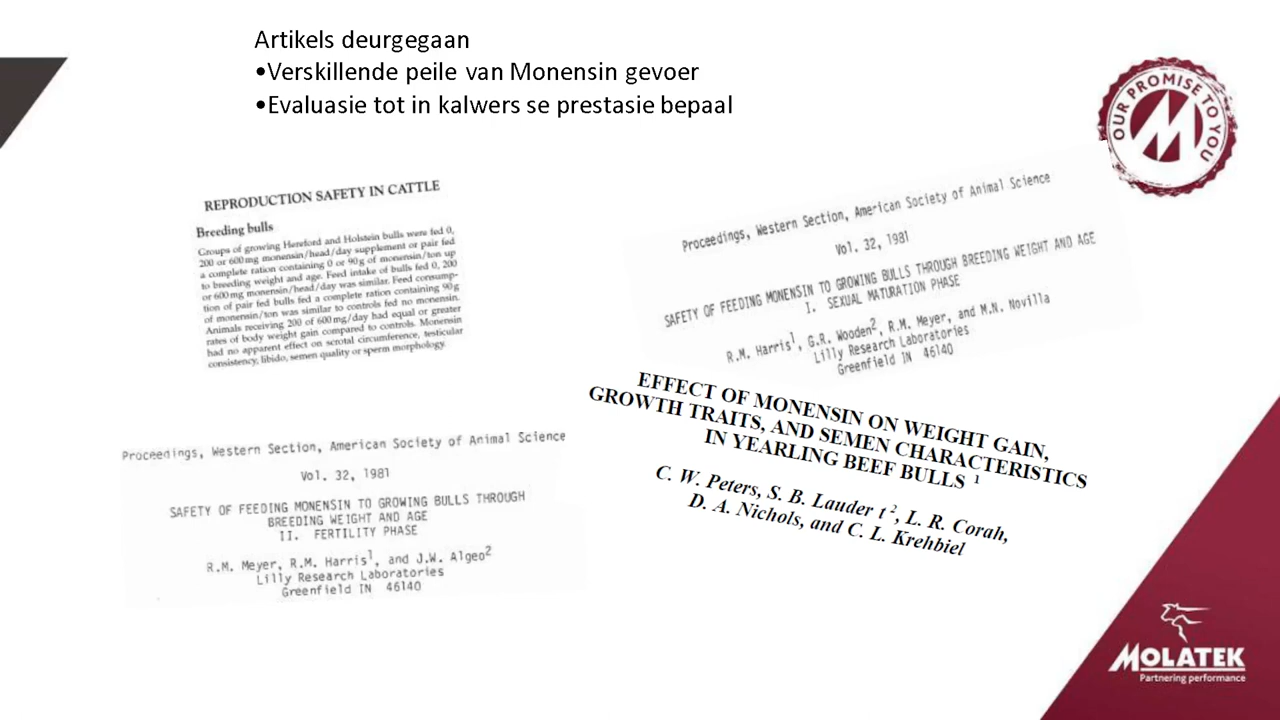 Artikels deurgegaan
•Verskillende peile van Monensin gevoer
•Evaluasie tot in kalwers se prestasie bepaal
OUR PROMISE TO YOU
REPRODUCTION SAFETY IN CATTLE
Breeding bulls
Groups of growing Hereford and Holstein bulls were fed 0,
200 or 600 mg monensin/head/day supplement or pair fed
a complete ration containing 0 or 90 g of monensin/ton up
to breeding weight and age. Feed intake of bulls fed 0, 200
or 600 mg monensin/head/day was similar. Feed consump-
tion of pair fed bulls fed a complete ration containing 90 g
of monensin/ton was similar to controls fed no monensin.
Animals receiving 200 of 600 mg/day had equal or greater
rates of body weight gain compared to controls. Monensin
had no apparent effect on scrotal circumference, testicular
consistency, libido, semen quality or sperm morphology.
Proceedings, Western Section, American Society of Animal Science
Vol. 32, 1981
SAFETY OF FEEDING MONENSIN TO GROWING BULLS THROUGH BREEDING WEIGHT AND AGE
I. SEXUAL MATURATION PHASE
R.M. Harris1, G.R. Wooden2, R.M. Meyer, and M.N. Novilla
Lilly Research Laboratories
Greenfield IN 46140
EFFECT OF MONENSIN ON WEIGHT GAIN,
GROWTH TRAITS, AND SEMEN CHARACTERISTICS
IN YEARLING BEEF BULLS 1
C. W. Peters, S. B. Lauder t 2, L. R. Corah,
D. A. Nichols, and C. L. Krehbiel
Proceedings, Western Section, American Society of Animal Science
Vol. 32, 1981
SAFETY OF FEEDING MONENSIN TO GROWING BULLS THROUGH
BREEDING WEIGHT AND AGE
II. FERTILITY PHASE
R.M. Meyer, R.M. Harris1, and J.W. Algeo2
Lilly Research Laboratories
Greenfield IN 46140
MOLATEK
Partnering performance